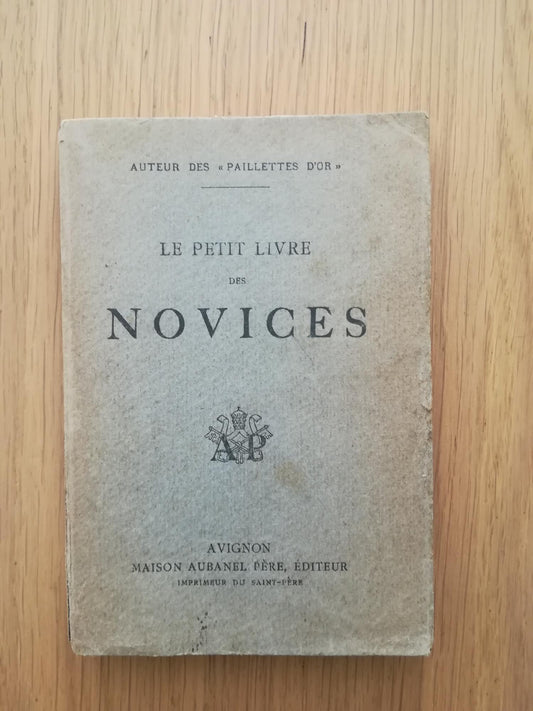 AUTEUR DES « PAILLETTES D'OR »
LE PETIT LIVRE
DES
NOVICES
AP
AVIGNON
MAISON AUBANEL PÈRE, ÉDITEUR
IMPRIMEUR DU SAINT-PÈRE